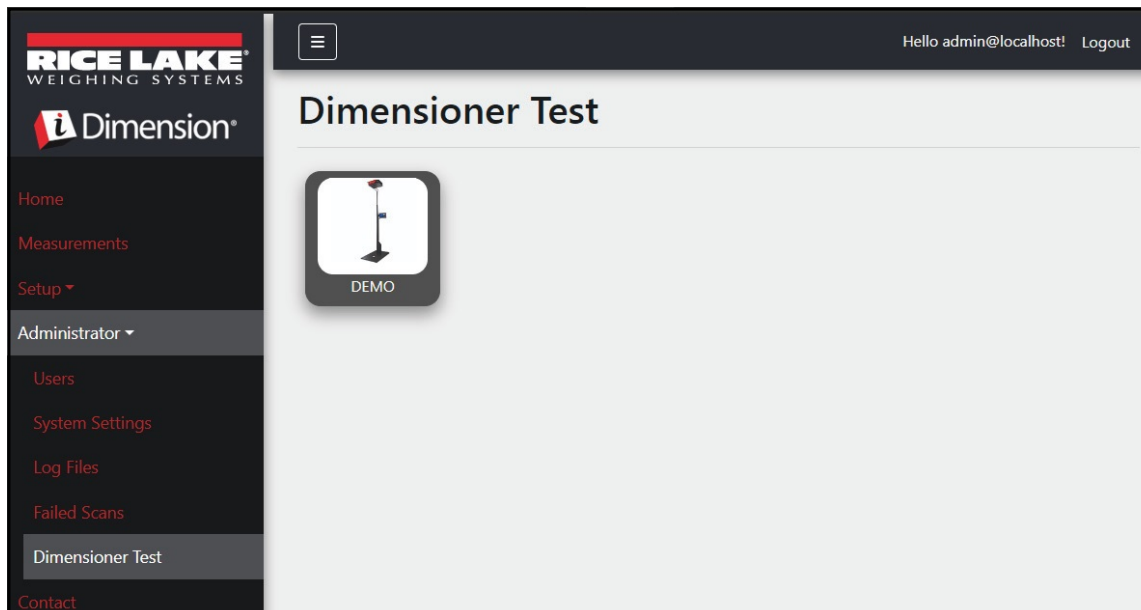 RICE LAKE®
WEIGHING SYSTEMS
i Dimension®
Home
Measurements
Setup
Administrator
Users
System Settings
Log Files
Failed Scans
Dimensioner Test
Contact
Hello admin@localhost! Logout
Dimensioner Test
DEMO